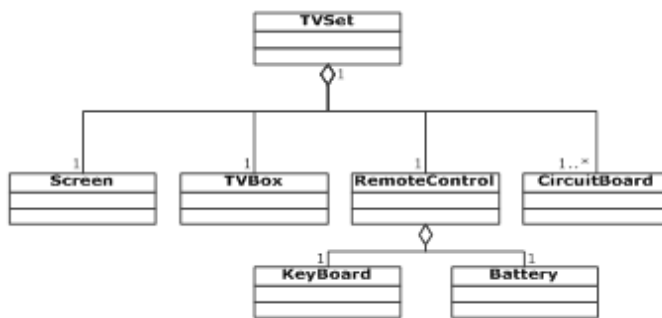 TVSet
1
1 1 1 1..*
Screen TVBox RemoteControl CircuitBoard
1 1
KeyBoard Battery